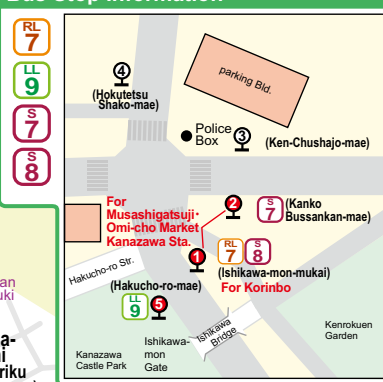 RL
7
LL
9
S
7
S
8
4
(Hokutetsu
Shako-mae)
parking Bld.
Police
Box
3
(Ken-Chushajo-mae)
For
Musashigatsuji・
Omi-cho Market
Kanazawa Sta.
2
S
7
(Kanko
Bussankan-mae)
1
RL
7
S
8
(Ishikawa-mon-mukai)
For Korinbo
Hakucho-ro Str.
(Hakucho-ro-mae)
LL
9
5
Ishikawa-
mon
Gate
Ishikawa
Bridge
Kanazawa
Castle Park
Kenrokuen
Garden